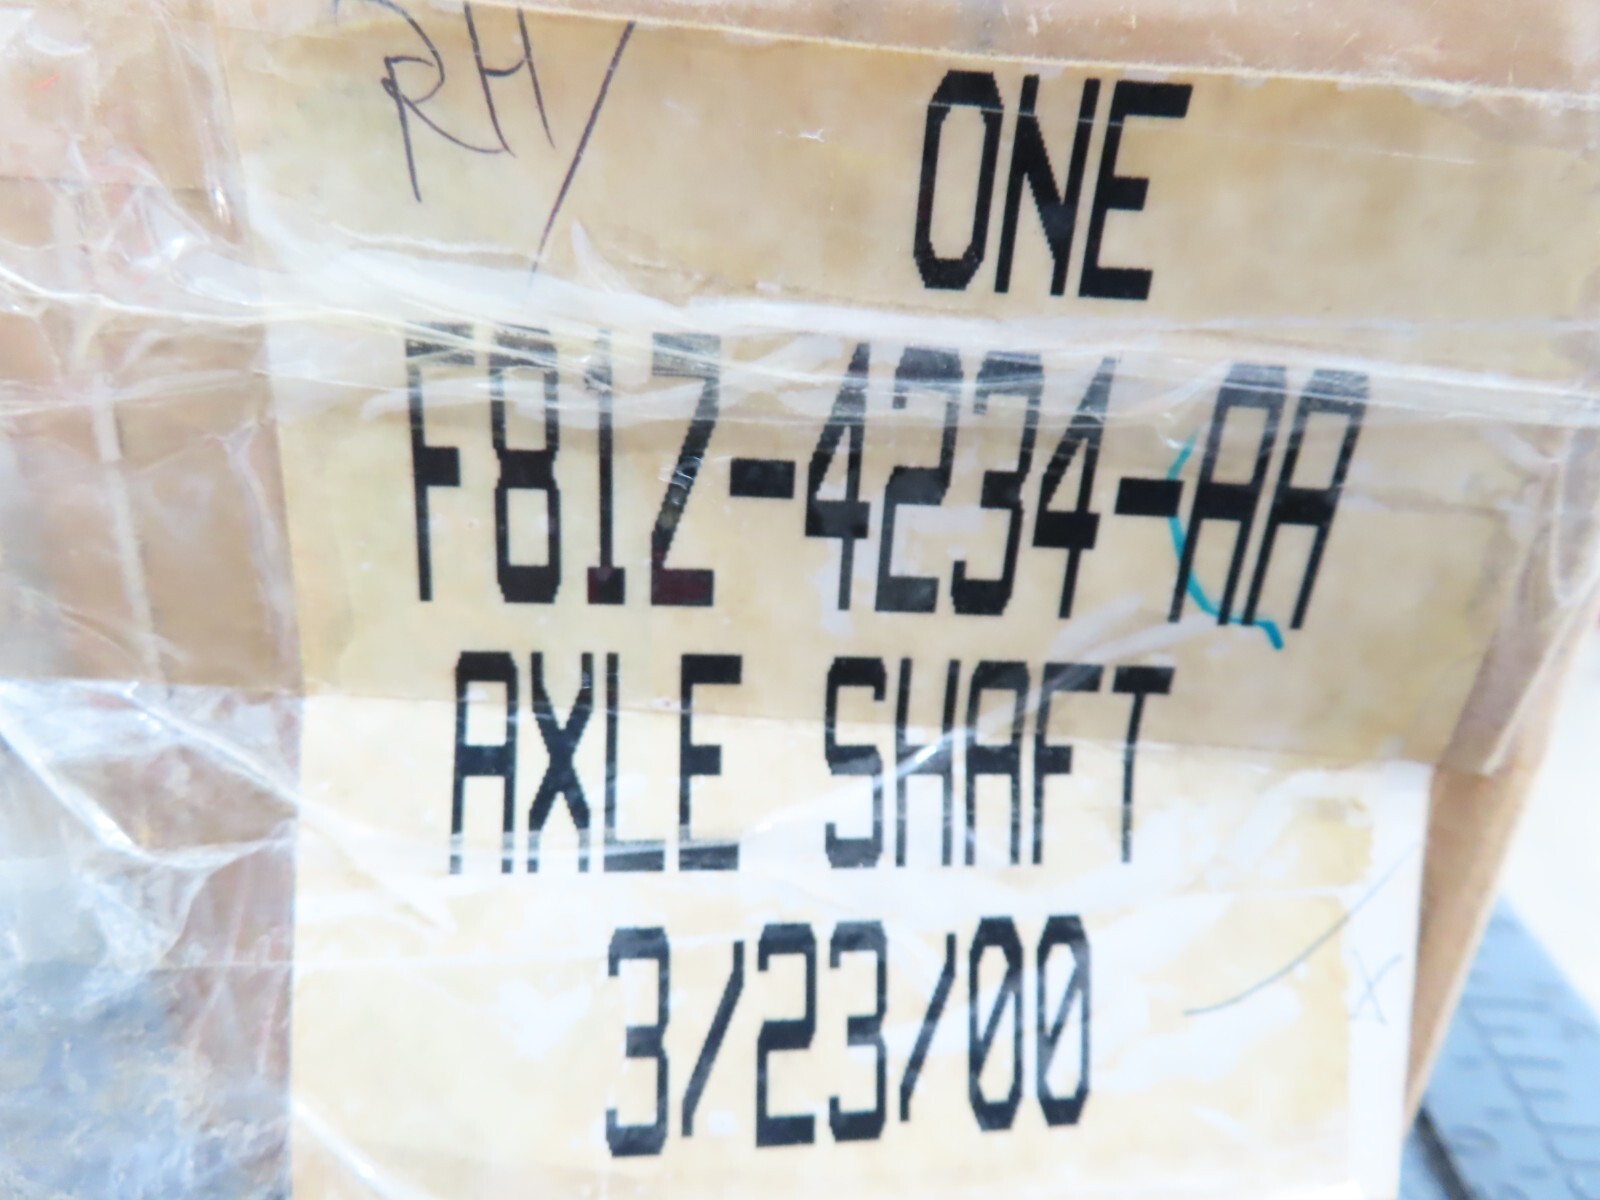 RH/
ONE
F81Z-4234-AA
AXLE SHAFT
3/23/00